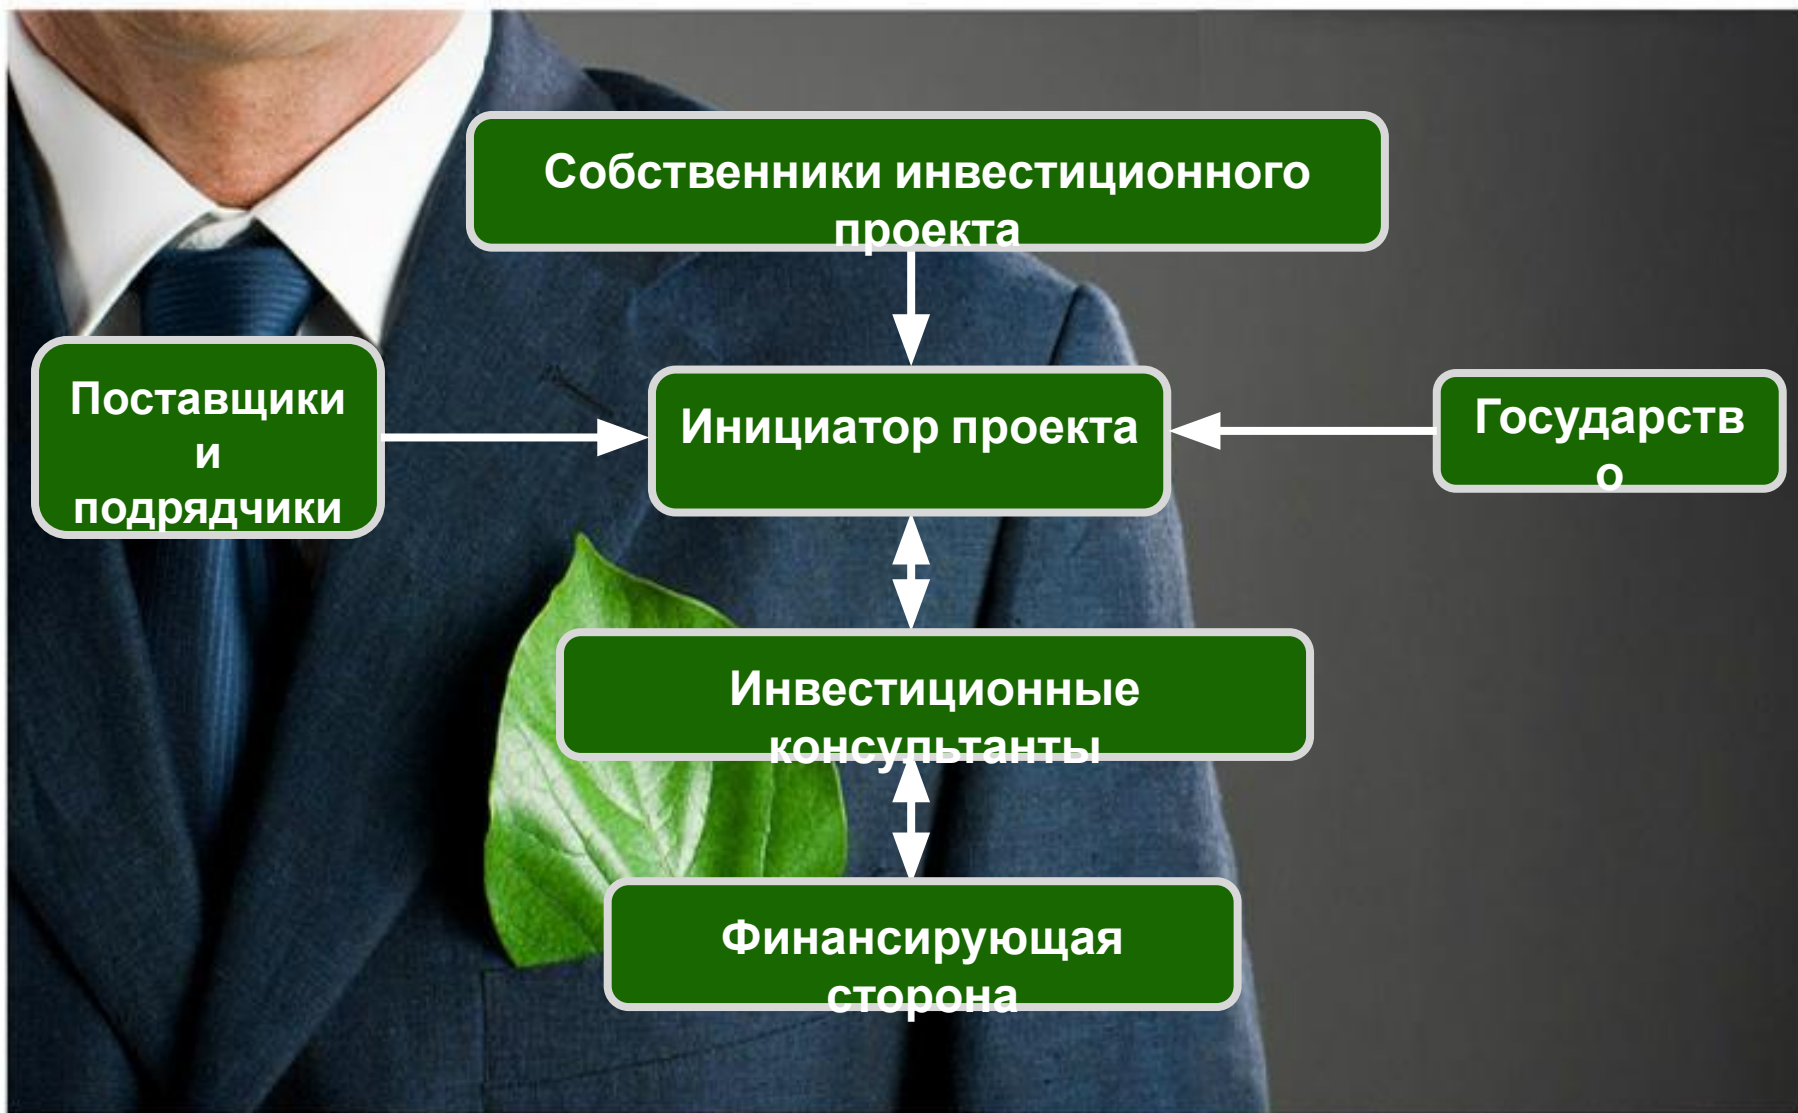 Собственники инвестиционного
проекта
Поставщики
и
подрядчики
Инициатор проекта
Государств
о
Инвестиционные
консультанты
Финансирующая
сторона